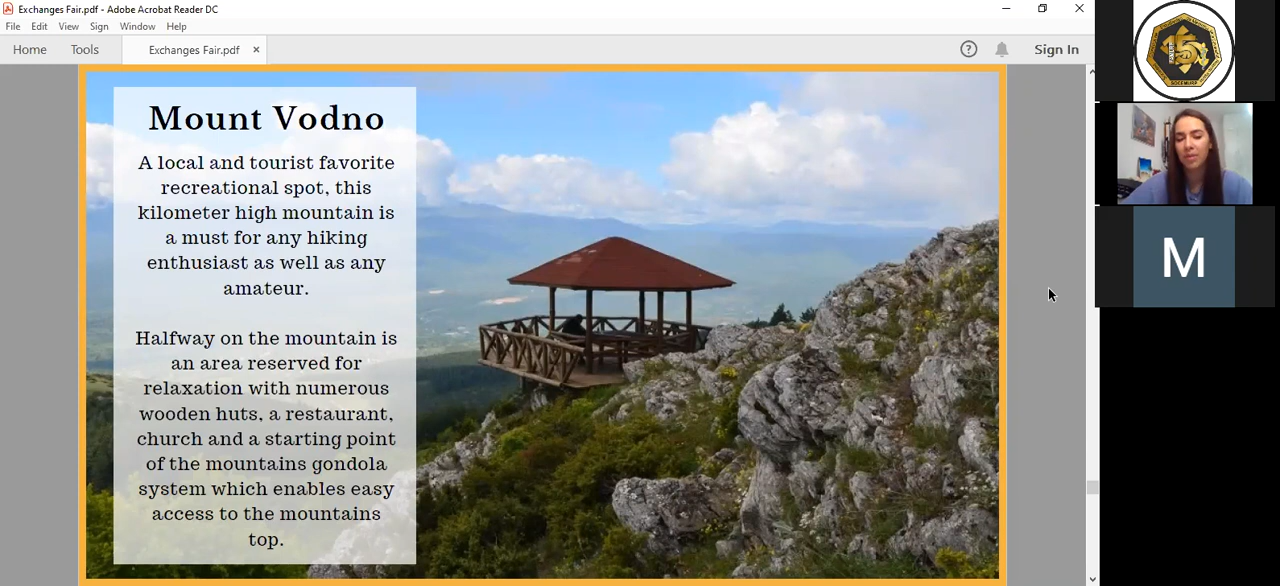 Exchanges Fair.pdf - Adobe Acrobat Reader DC
File Edit View Sign Window Help
Home Tools Exchanges Fair.pdf × Sign In
Mount Vodno
A local and tourist favorite
recreational spot, this
kilometer high mountain is
a must for any hiking
enthusiast as well as any
amateur.
Halfway on the mountain is
an area reserved for
relaxation with numerous
wooden huts, a restaurant,
church and a starting point
of the mountains gondola
system which enables easy
access to the mountains
top.
15
M